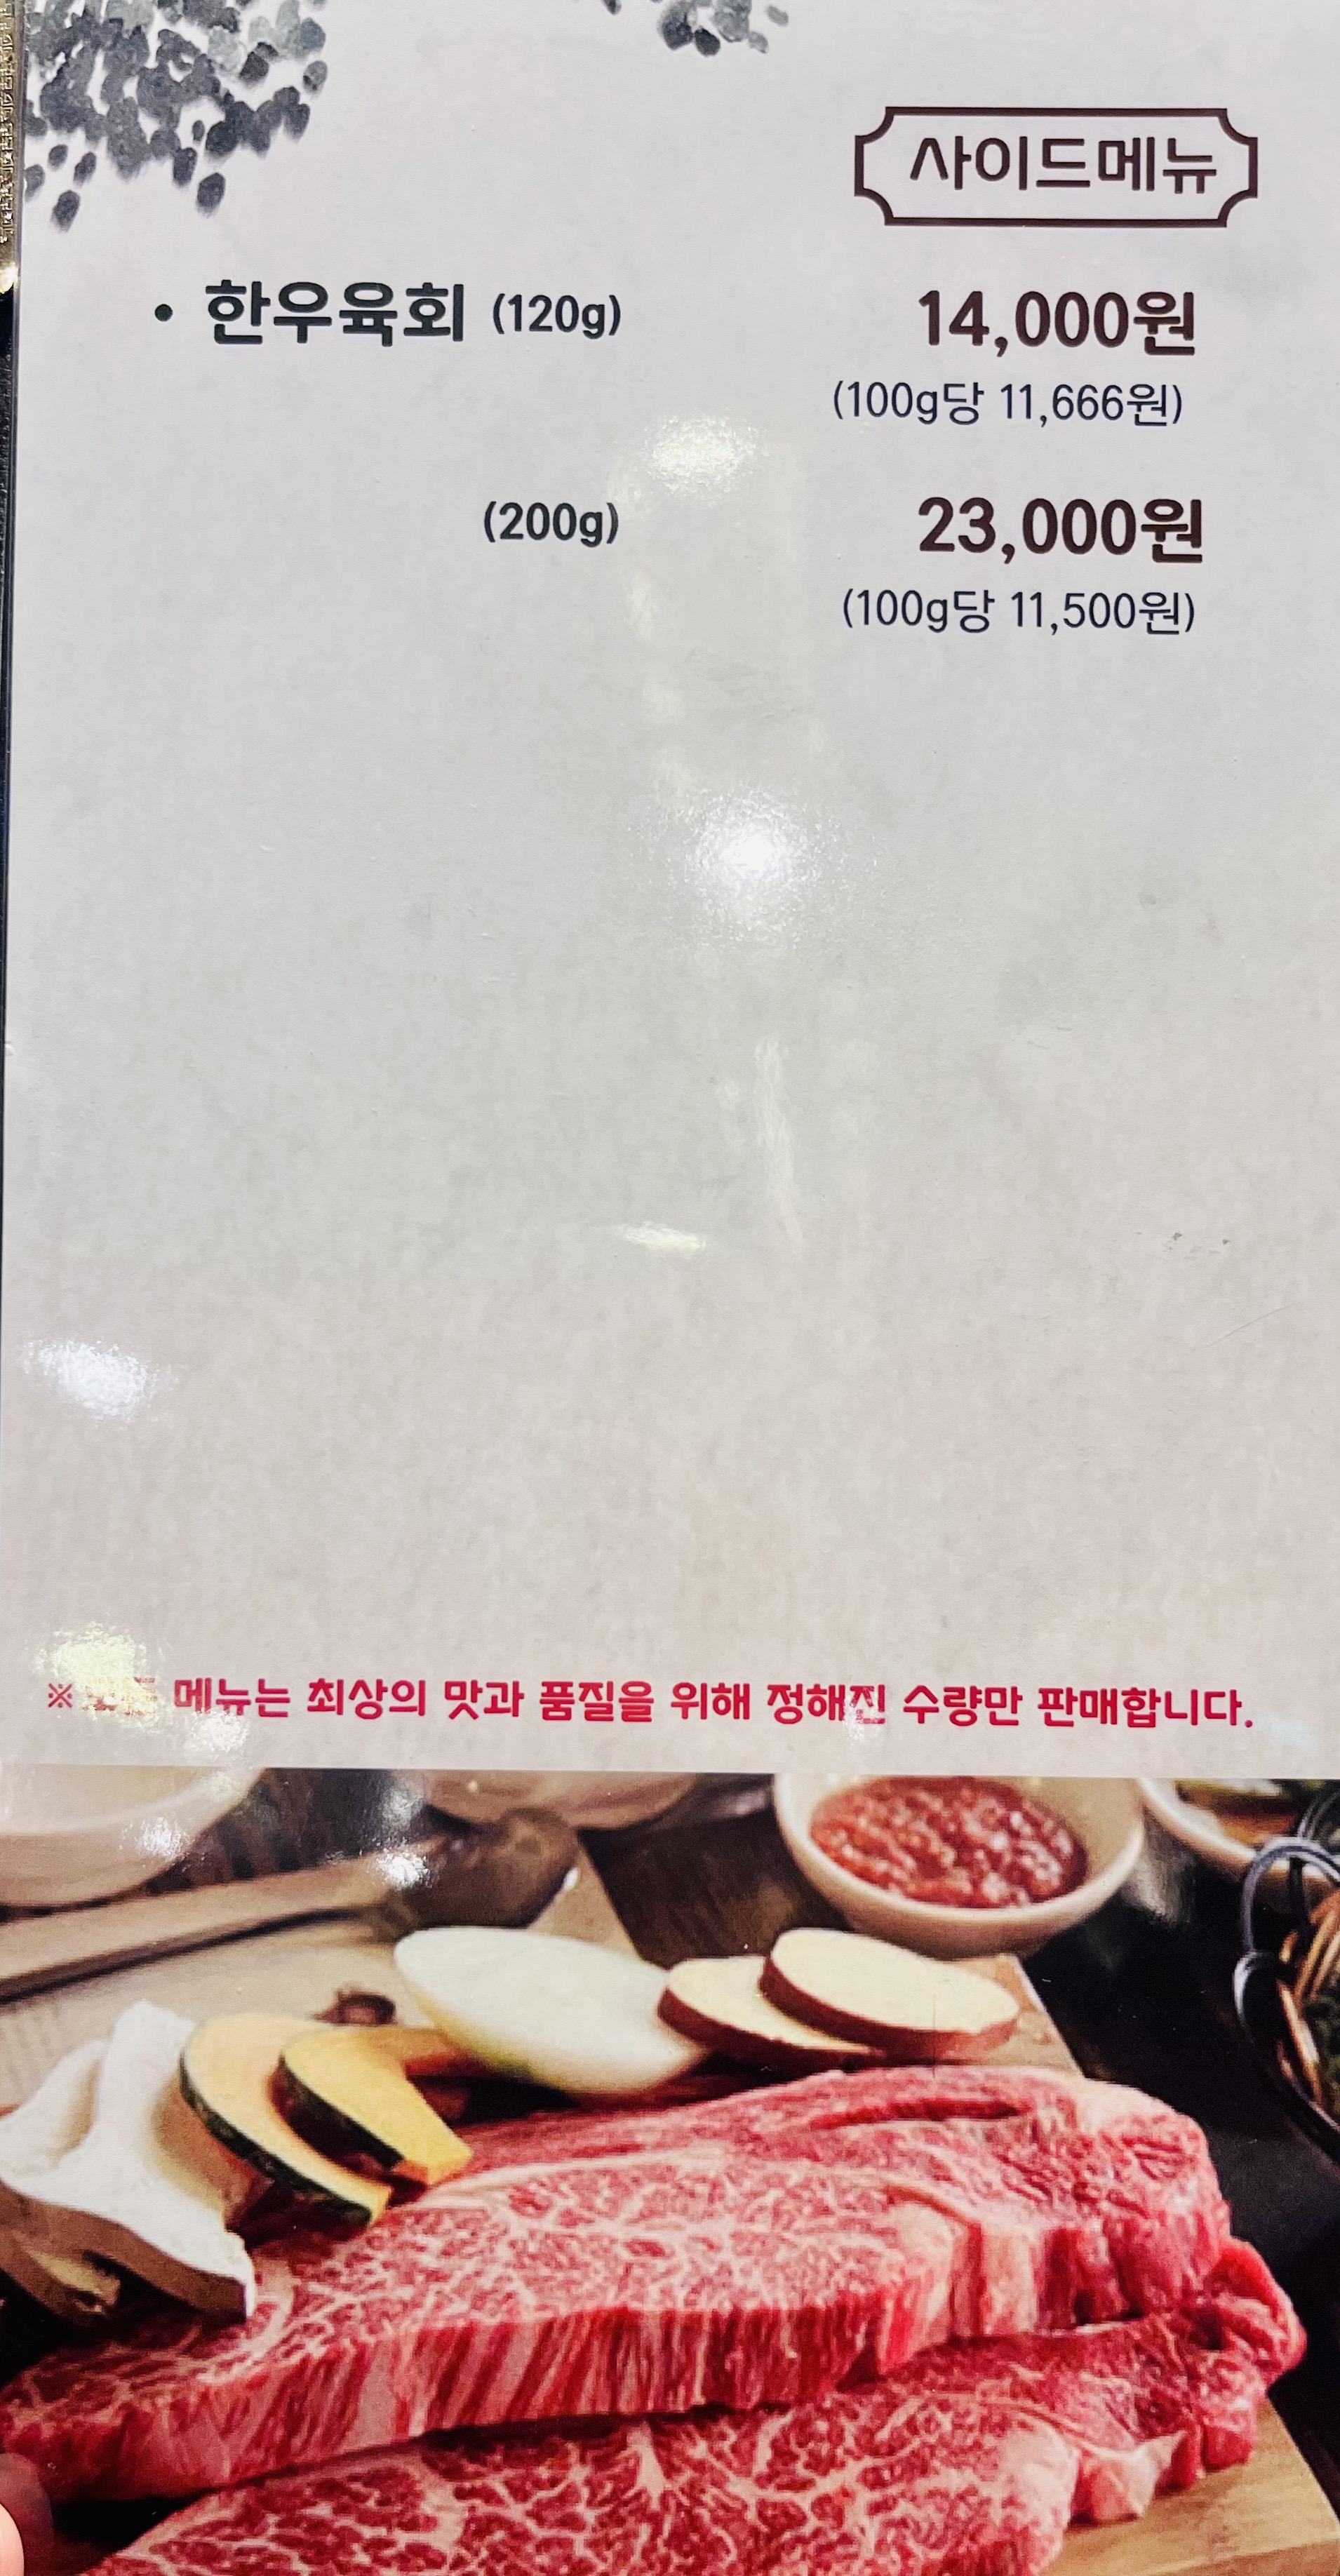 사이드메뉴
• 한우육회 (120g) 14,000원
(100g당 11,666원)
(200g) 23,000원
(100g당 11,500원)
※ 메뉴는 최상의 맛과 품질을 위해 정해진 수량만 판매합니다.